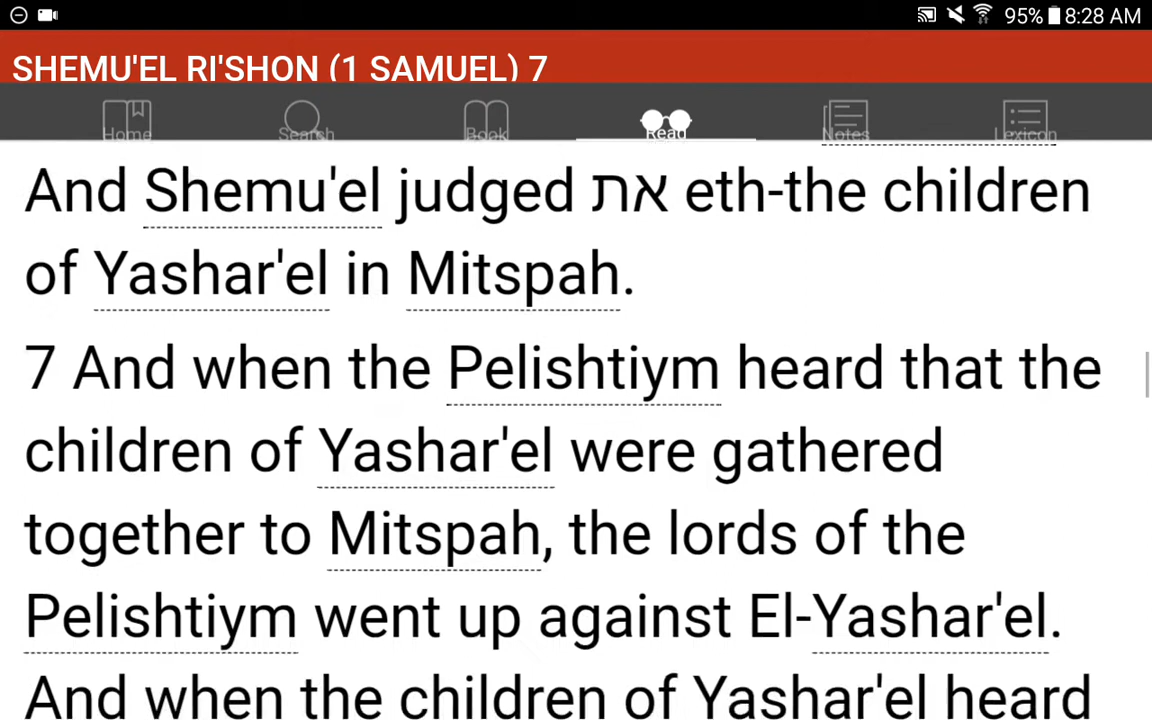 95% 8:28 AM
SHEMU'EL RI'SHON (1 SAMUEL) 7
Home Search Book Read Notes Lexicon
And Shemu'el judged את eth-the children
of Yashar'el in Mitspah.
7 And when the Pelishtiym heard that the
children of Yashar'el were gathered
together to Mitspah, the lords of the
Pelishtiym went up against El-Yashar'el.
And when the children of Yashar'el heard